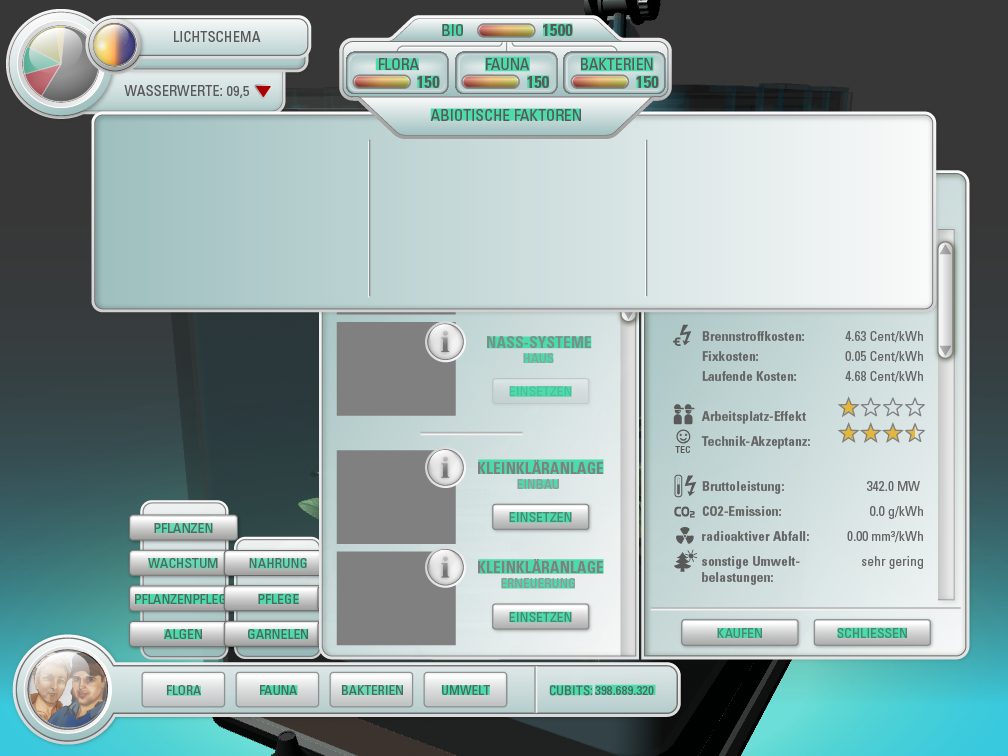 LICHTSCHEMA
WASSERWERTE: 09,5
BIO 1500
FLORA 150
FAUNA 150
BAKTERIEN 150
ABIOTISCHE FAKTOREN
NASS-SYSTEME
HAUS
EINSETZEN
KLEINKLÄRANLAGE
EINBAU
EINSETZEN
KLEINKLÄRANLAGE
ERNEUERUNG
EINSETZEN
Brennstroffkosten: 4.63 Cent/kWh
Fixkosten: 0.05 Cent/kWh
Laufende Kosten: 4.68 Cent/kWh
Arbeitsplatz-Effekt
TEC Technik-Akzeptanz:
Bruttoleistung: 342.0 MW
CO₂ CO2-Emission: 0.0 g/kWh
radioaktiver Abfall: 0.00 mm³/kWh
sonstige Umwelt- sehr gering
belastungen:
KAUFEN
SCHLIESSEN
PFLANZEN
WACHSTUM
PFLANZENPFLEG
ALGEN
NAHRUNG
PFLEGE
GARNELEN
FLORA
FAUNA
BAKTERIEN
UMWELT
CUBITS: 398.689.320